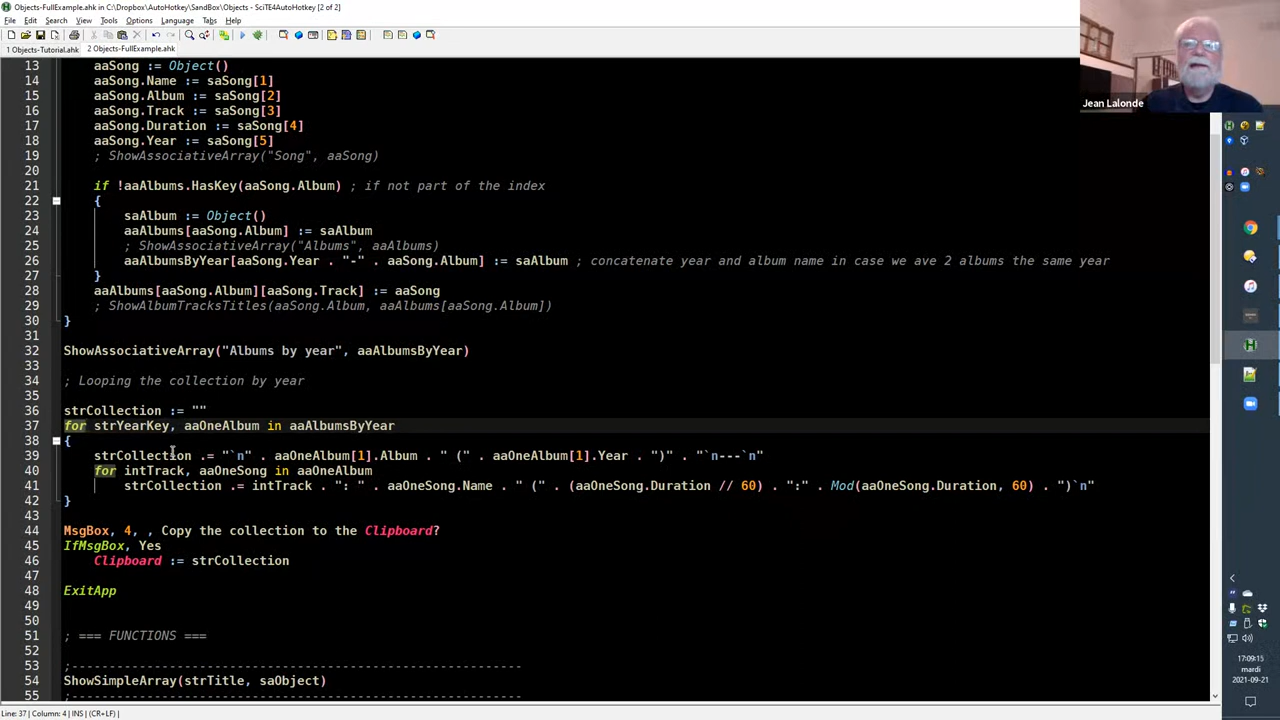 Objects-FullExample.ahk in C:\Dropbox\AutoHotkey\SandBox\Objects - SciTE4AutoHotkey [2 of 2]
File Edit Search View Tools Options Language Tabs Help
1 Objects-Tutorial.ahk 2 Objects-FullExample.ahk
13 aaSong := Object()
14 aaSong.Name := saSong[1]
15 aaSong.Album := saSong[2]
16 aaSong.Track := saSong[3]
17 aaSong.Duration := saSong[4]
18 aaSong.Year := saSong[5]
19 ; ShowAssociativeArray("Song", aaSong)
20
21 if !aaAlbums.HasKey(aaSong.Album) ; if not part of the index
22 {
23 saAlbum := Object()
24 aaAlbums[aaSong.Album] := saAlbum
25 ; ShowAssociativeArray("Albums", aaAlbums)
26 aaAlbumsByYear[aaSong.Year . "-" . aaSong.Album] := saAlbum ; concatenate year and album name in case we ave 2 albums the same year
27 }
28 aaAlbums[aaSong.Album][aaSong.Track] := aaSong
29 ; ShowAlbumTracksTitles(aaSong.Album, aaAlbums[aaSong.Album])
30 }
31
32 ShowAssociativeArray("Albums by year", aaAlbumsByYear)
33
34 ; Looping the collection by year
35
36 strCollection := ""
37 for strYearKey, aaOneAlbum in aaAlbumsByYear
38 {
39 strCollection .= "`n" . aaOneAlbum[1].Album . " (" . aaOneAlbum[1].Year . ")" . "`n---`n"
40 for intTrack, aaOneSong in aaOneAlbum
41 strCollection .= intTrack . ": " . aaOneSong.Name . " (" . (aaOneSong.Duration // 60) . ":" . Mod(aaOneSong.Duration, 60) . ")`n"
42 }
43
44 MsgBox, 4, , Copy the collection to the Clipboard?
45 IfMsgBox, Yes
46 Clipboard := strCollection
47
48 ExitApp
49
50
51 ; === FUNCTIONS ===
52
53 ;------------------------------------------------------------
54 ShowSimpleArray(strTitle, saObject)
55 ;------------------------------------------------------------
Line: 37 | Column: 4 | INS | (CR+LF) |
Jean Lalonde
17:09:15
mardi
2021-09-21